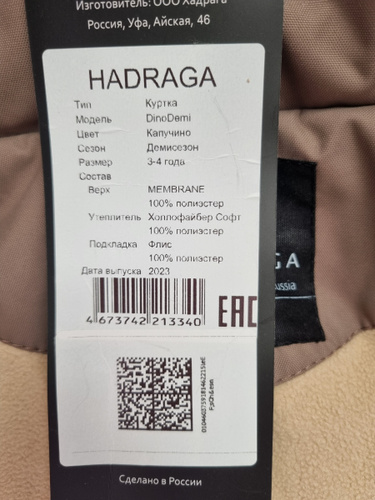 Изготовитель: ООО Хадрага
Россия, Уфа, Айская, 46
HADRAGA
Тип Куртка
Модель DinoDemi
Цвет Капучино
Сезон Демисезон
Размер 3-4 года
Состав
Верх MEMBRANE
100% полиэстер
Утеплитель Холлофайбер Софт
100% полиэстер
Подкладка Флис
100% полиэстер
Дата выпуска 2023
4 673742 213340
EAC
Сделано в России
AGA
ussia